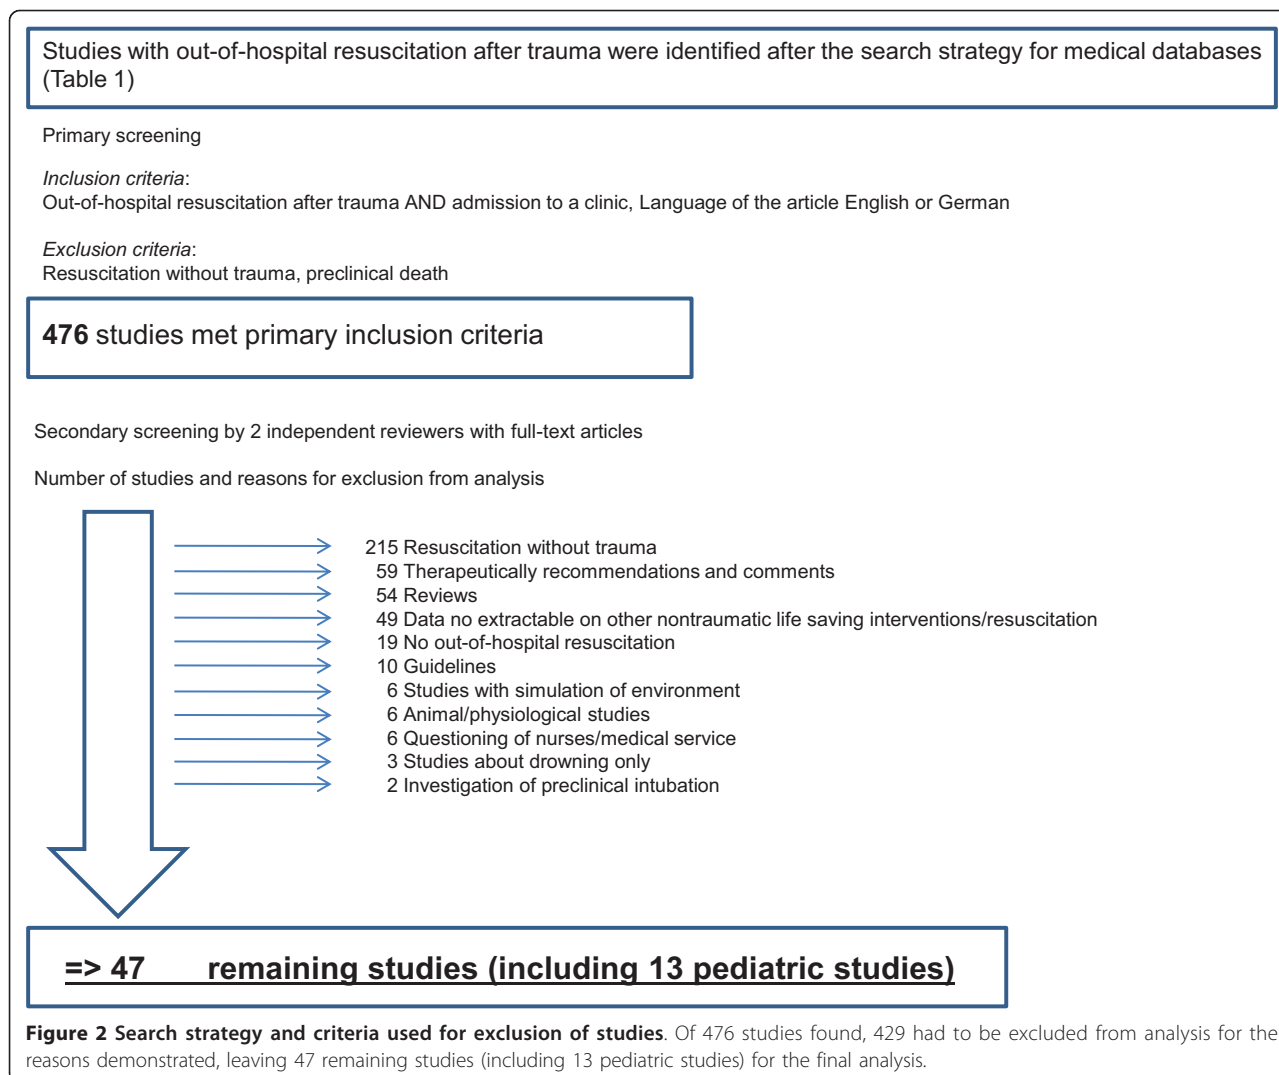 Studies with out-of-hospital resuscitation after trauma were identified after the search strategy for medical databases
(Table 1)
Primary screening
Inclusion criteria:
Out-of-hospital resuscitation after trauma AND admission to a clinic, Language of the article English or German
Exclusion criteria:
Resuscitation without trauma, preclinical death
476 studies met primary inclusion criteria
Secondary screening by 2 independent reviewers with full-text articles
Number of studies and reasons for exclusion from analysis
215 Resuscitation without trauma
59 Therapeutically recommendations and comments
54 Reviews
49 Data no extractable on other nontraumatic life saving interventions/resuscitation
19 No out-of-hospital resuscitation
10 Guidelines
6 Studies with simulation of environment
6 Animal/physiological studies
6 Questioning of nurses/medical service
3 Studies about drowning only
2 Investigation of preclinical intubation
=> 47 remaining studies (including 13 pediatric studies)
Figure 2 Search strategy and criteria used for exclusion of studies. Of 476 studies found, 429 had to be excluded from analysis for the
reasons demonstrated, leaving 47 remaining studies (including 13 pediatric studies) for the final analysis.